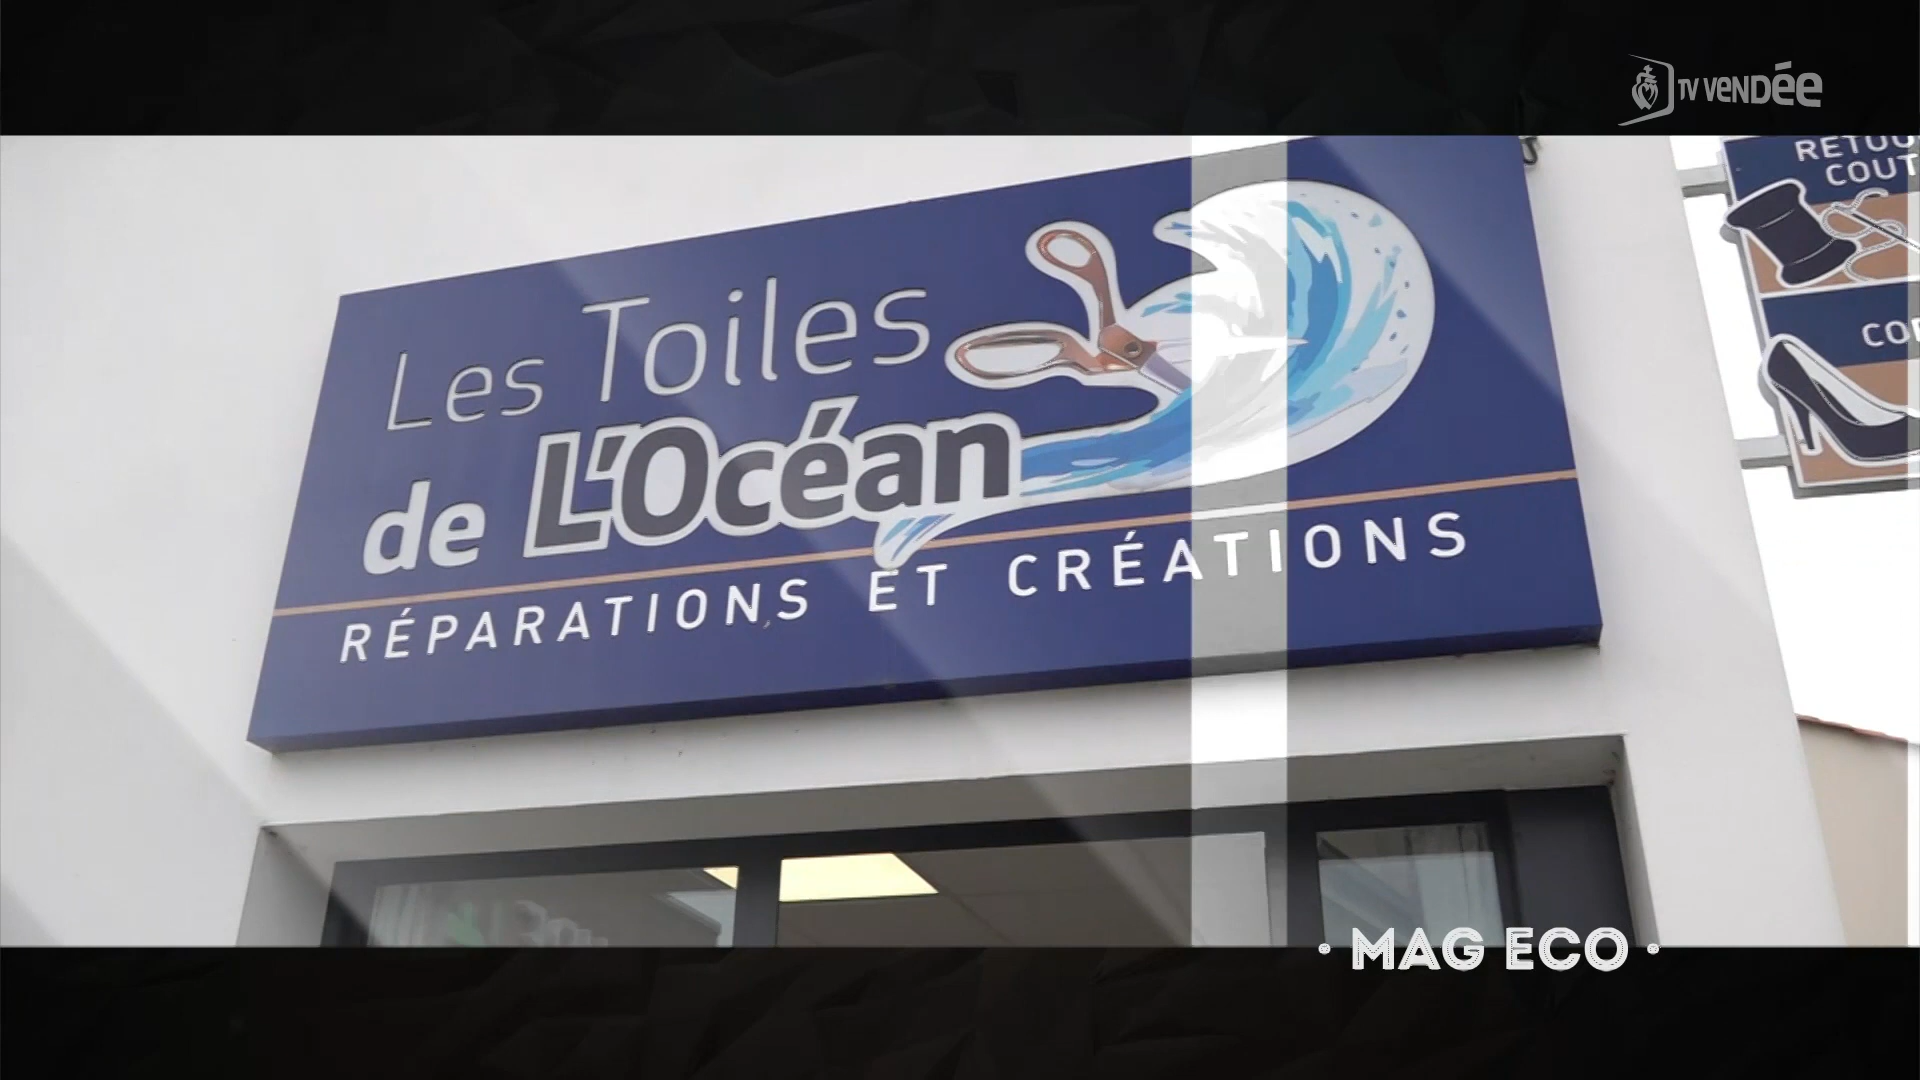 TV VENDÉE
Les Toiles
de L'Océan
RÉPARATIONS ET CRÉATIONS
MAG ECO